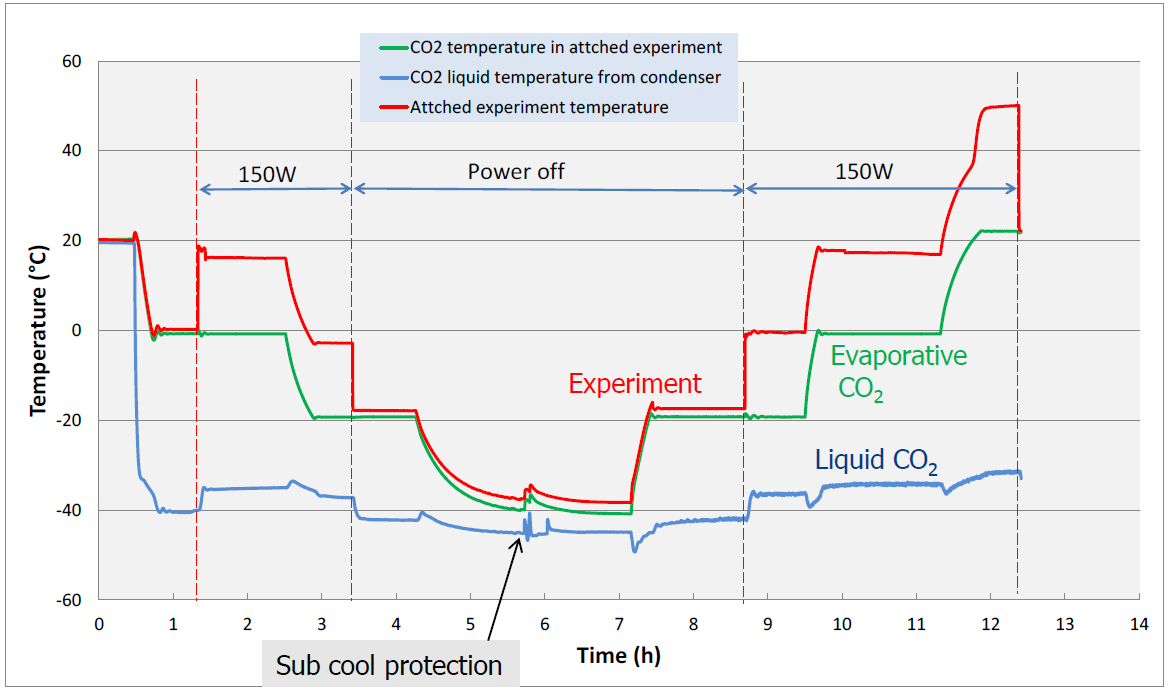 CO2 temperature in attched experiment
CO2 liquid temperature from condenser
Attched experiment temperature
60
40
20
0
-20
-40
-60
Temperature (°C)
150W
Power off
150W
Experiment
Evaporative
CO₂
Liquid CO₂
0 1 2 3 4 5 6 7 8 9 10 11 12 13 14
Time (h)
Sub cool protection